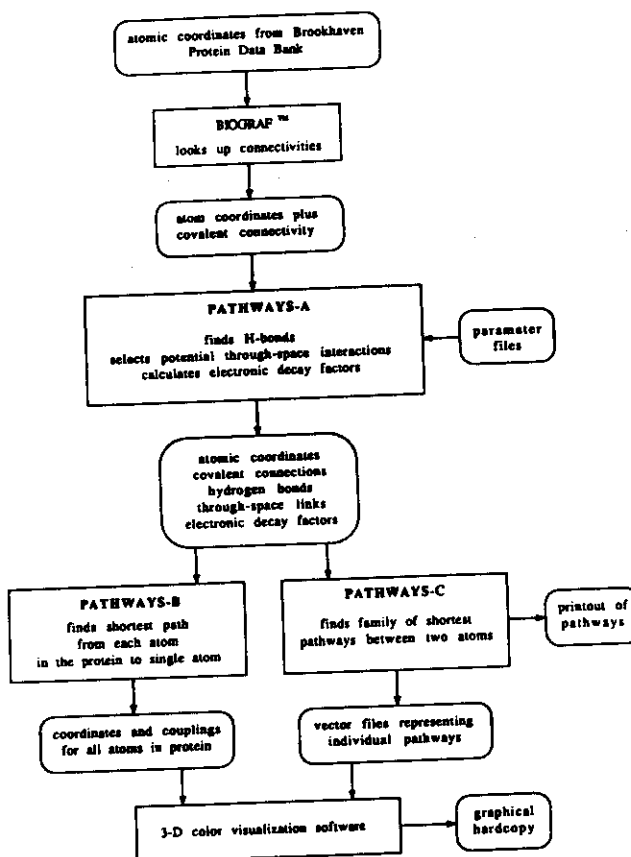 atomic coordinates from Brookhaven
Protein Data Bank
BIOGRAF ™
looks up connectivities
atom coordinates plus
covalent connectivity
PATHWAYS-A
finds H-bonds
selects potential through-space interactions
calculates electronic decay factors
parameter
files
atomic coordinates
covalent connections
hydrogen bonds
through-space links
electronic decay factors
PATHWAYS-B
finds shortest path
from each atom
in the protein to single atom
PATHWAYS-C
finds family of shortest
pathways between two atoms
printout of
pathways
coordinates and couplings
for all atoms in protein
vector files representing
individual pathways
3-D color visualization software
graphical
hardcopy